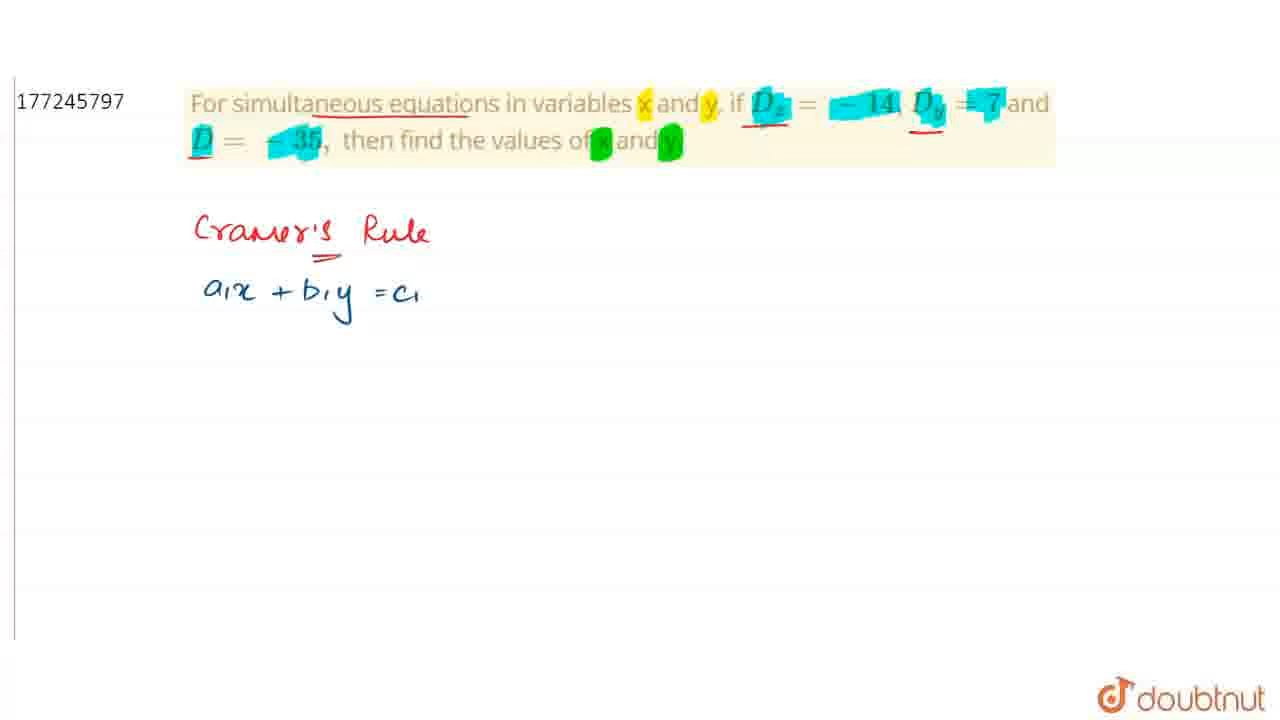 177245797
For simultaneous equations in variables x and y, if Dₓ = − 14, D_y = 7 and
D = − 35, then find the values of x and y.
Cramer's Rule
a₁x + b₁y = c₁
doubtnut